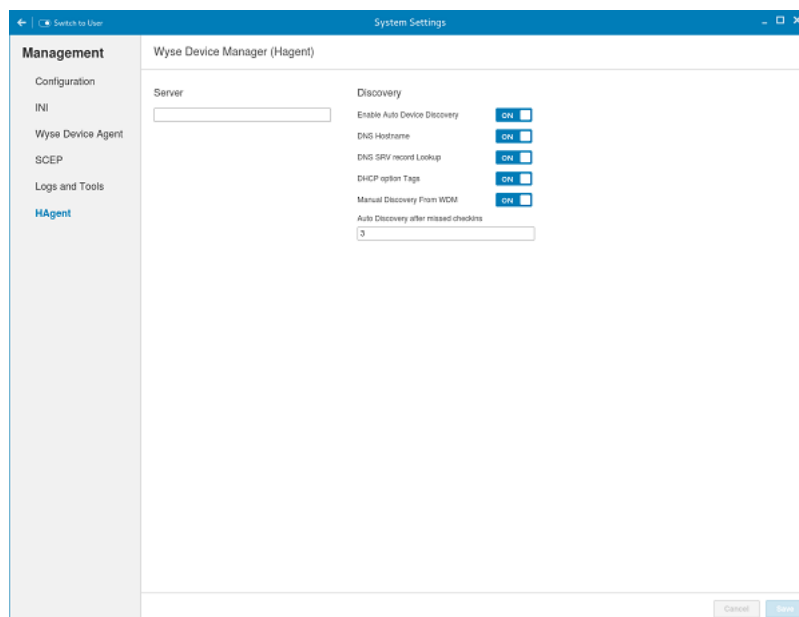 Switch to User
System Settings
Management
Configuration
INI
Wyse Device Agent
SCEP
Logs and Tools
HAgent
Wyse Device Manager (Hagent)
Server
Discovery
Enable Auto Device Discovery ON
DNS Hostname ON
DNS SRV record Lookup ON
DHCP option Tags ON
Manual Discovery From WDM ON
Auto Discovery after missed checkins
3
Cancel Save